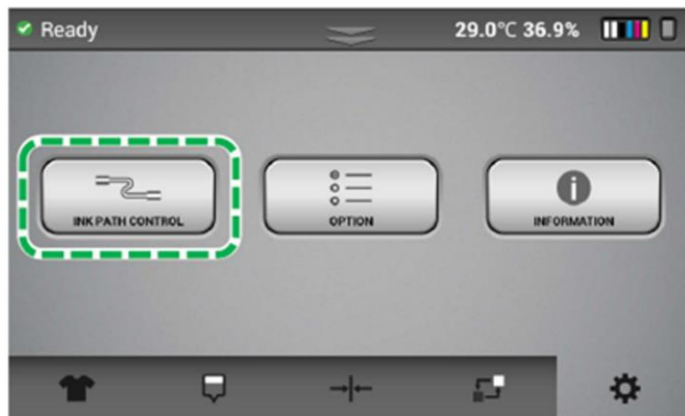 Ready
29.0°C 36.9%
INK PATH CONTROL
OPTION
INFORMATION